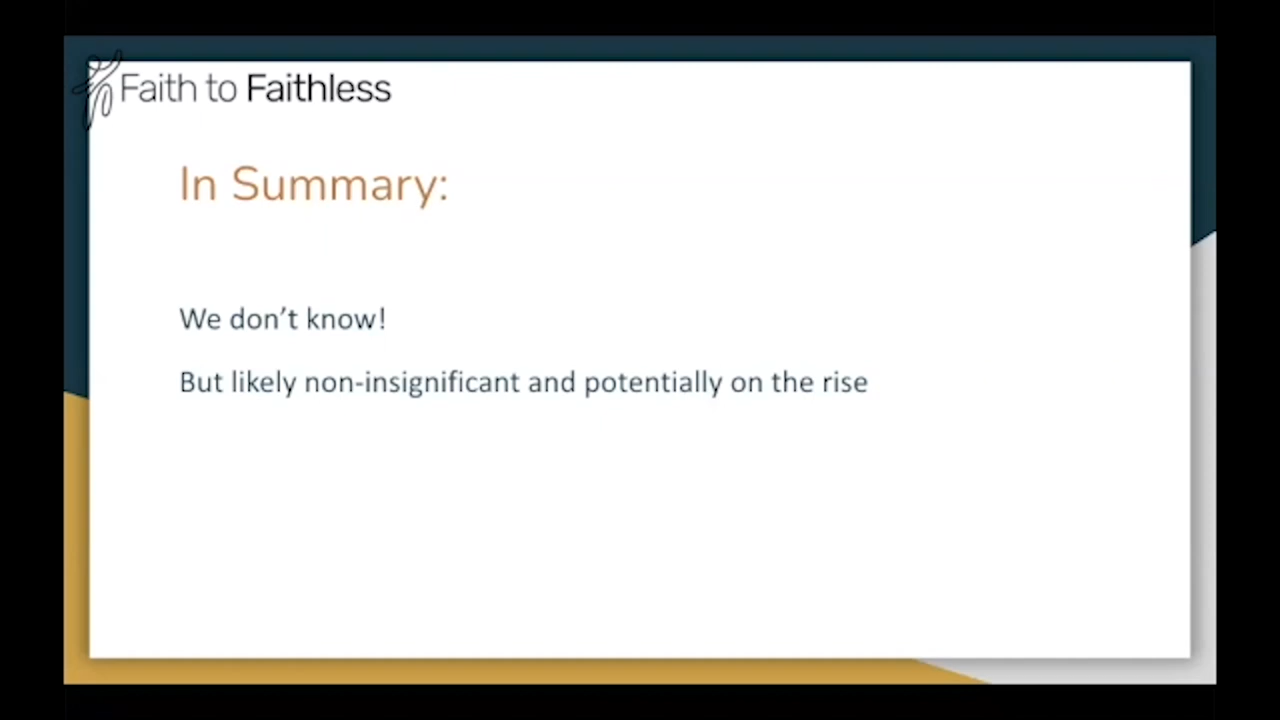 Faith to Faithless
In Summary:
We don’t know!
But likely non-insignificant and potentially on the rise